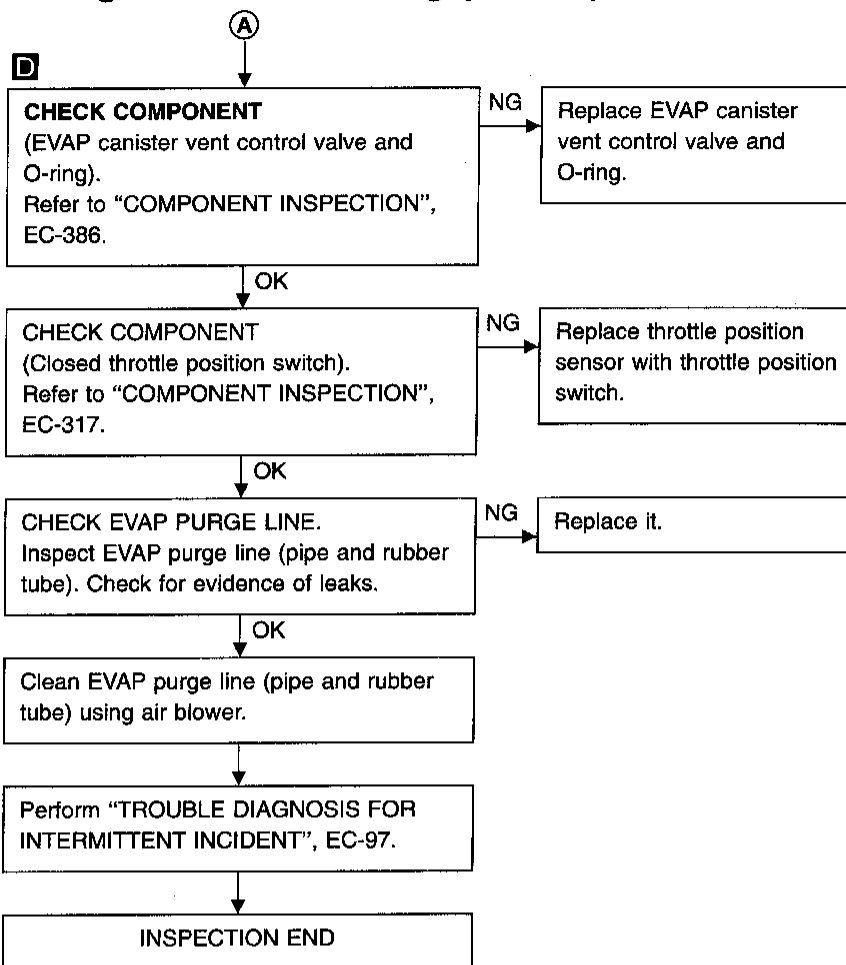 A
D
CHECK COMPONENT
(EVAP canister vent control valve and
O-ring).
Refer to “COMPONENT INSPECTION”,
EC-386.
NG
Replace EVAP canister
vent control valve and
O-ring.
OK
CHECK COMPONENT
(Closed throttle position switch).
Refer to “COMPONENT INSPECTION”,
EC-317.
NG
Replace throttle position
sensor with throttle position
switch.
OK
CHECK EVAP PURGE LINE.
Inspect EVAP purge line (pipe and rubber
tube). Check for evidence of leaks.
NG
Replace it.
OK
Clean EVAP purge line (pipe and rubber
tube) using air blower.
Perform “TROUBLE DIAGNOSIS FOR
INTERMITTENT INCIDENT”, EC-97.
INSPECTION END